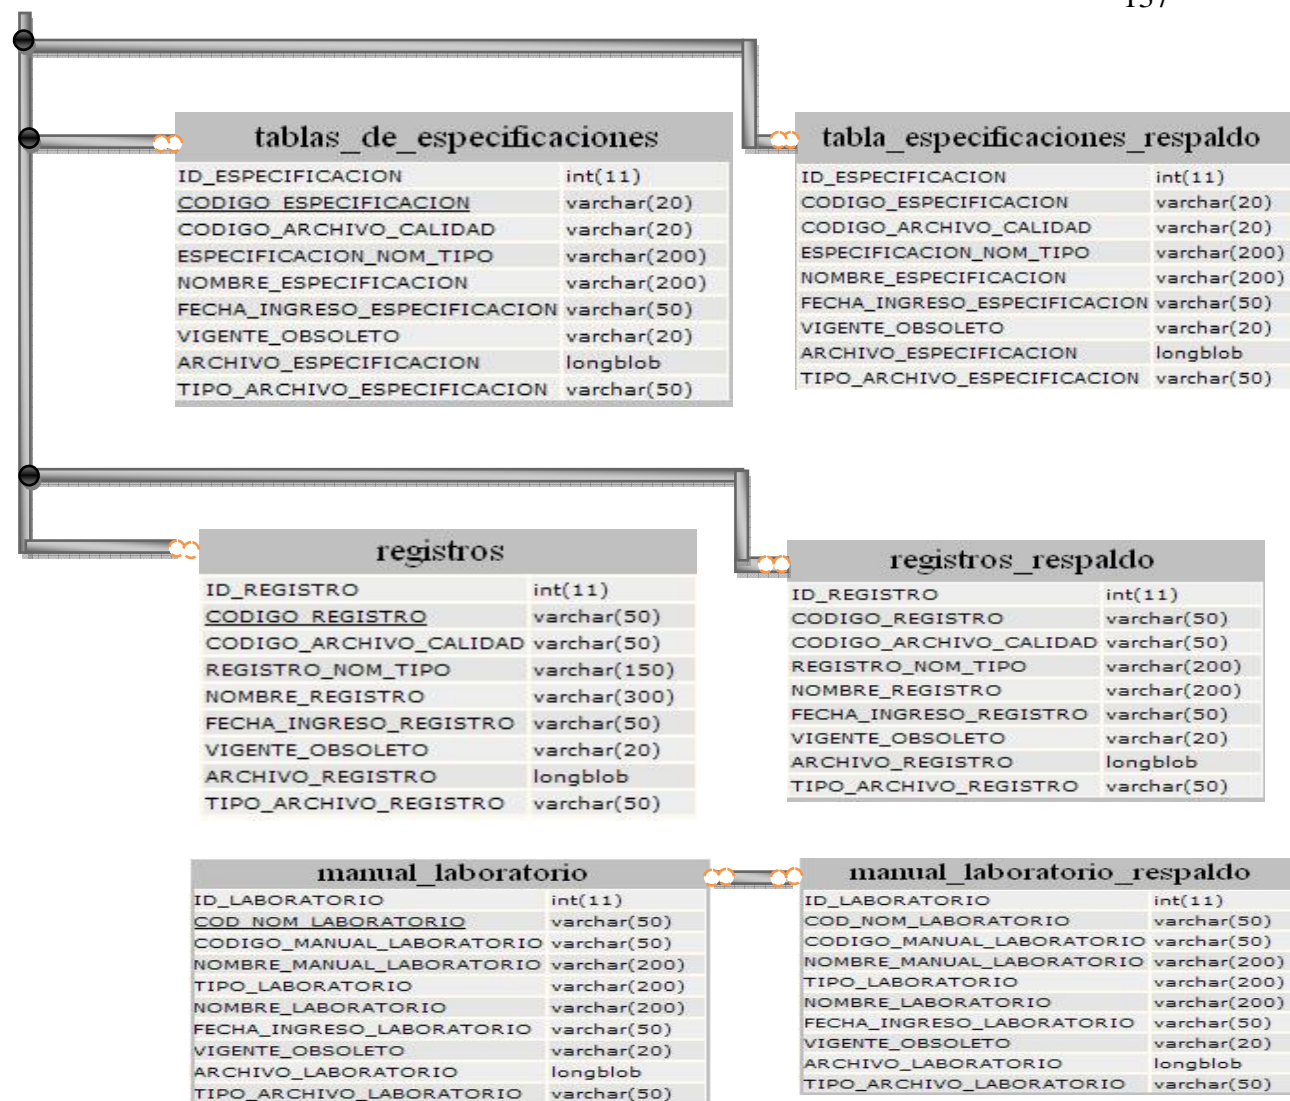 tablas_de_especificaciones
ID_ESPECIFICACION int(11)
CODIGO_ESPECIFICACION varchar(20)
CODIGO_ARCHIVO_CALIDAD varchar(20)
ESPECIFICACION_NOM_TIPO varchar(200)
NOMBRE_ESPECIFICACION varchar(200)
FECHA_INGRESO_ESPECIFICACION varchar(50)
VIGENTE_OBSOLETO varchar(20)
ARCHIVO_ESPECIFICACION longblob
TIPO_ARCHIVO_ESPECIFICACION varchar(50)
tabla_especificaciones_respaldo
ID_ESPECIFICACION int(11)
CODIGO_ESPECIFICACION varchar(20)
CODIGO_ARCHIVO_CALIDAD varchar(20)
ESPECIFICACION_NOM_TIPO varchar(200)
NOMBRE_ESPECIFICACION varchar(200)
FECHA_INGRESO_ESPECIFICACION varchar(50)
VIGENTE_OBSOLETO varchar(20)
ARCHIVO_ESPECIFICACION longblob
TIPO_ARCHIVO_ESPECIFICACION varchar(50)
registros
ID_REGISTRO int(11)
CODIGO_REGISTRO varchar(50)
CODIGO_ARCHIVO_CALIDAD varchar(50)
REGISTRO_NOM_TIPO varchar(150)
NOMBRE_REGISTRO varchar(300)
FECHA_INGRESO_REGISTRO varchar(50)
VIGENTE_OBSOLETO varchar(20)
ARCHIVO_REGISTRO longblob
TIPO_ARCHIVO_REGISTRO varchar(50)
registros_respaldo
ID_REGISTRO int(11)
CODIGO_REGISTRO varchar(50)
CODIGO_ARCHIVO_CALIDAD varchar(50)
REGISTRO_NOM_TIPO varchar(200)
NOMBRE_REGISTRO varchar(200)
FECHA_INGRESO_REGISTRO varchar(50)
VIGENTE_OBSOLETO varchar(20)
ARCHIVO_REGISTRO longblob
TIPO_ARCHIVO_REGISTRO varchar(50)
manual_laboratorio
ID_LABORATORIO int(11)
COD_NOM_LABORATORIO varchar(50)
CODIGO_MANUAL_LABORATORIO varchar(50)
NOMBRE_MANUAL_LABORATORIO varchar(200)
TIPO_LABORATORIO varchar(200)
NOMBRE_LABORATORIO varchar(200)
FECHA_INGRESO_LABORATORIO varchar(50)
VIGENTE_OBSOLETO varchar(20)
ARCHIVO_LABORATORIO longblob
TIPO_ARCHIVO_LABORATORIO varchar(50)
manual_laboratorio_respaldo
ID_LABORATORIO int(11)
COD_NOM_LABORATORIO varchar(50)
CODIGO_MANUAL_LABORATORIO varchar(50)
NOMBRE_MANUAL_LABORATORIO varchar(200)
TIPO_LABORATORIO varchar(200)
NOMBRE_LABORATORIO varchar(200)
FECHA_INGRESO_LABORATORIO varchar(50)
VIGENTE_OBSOLETO varchar(20)
ARCHIVO_LABORATORIO longblob
TIPO_ARCHIVO_LABORATORIO varchar(50)